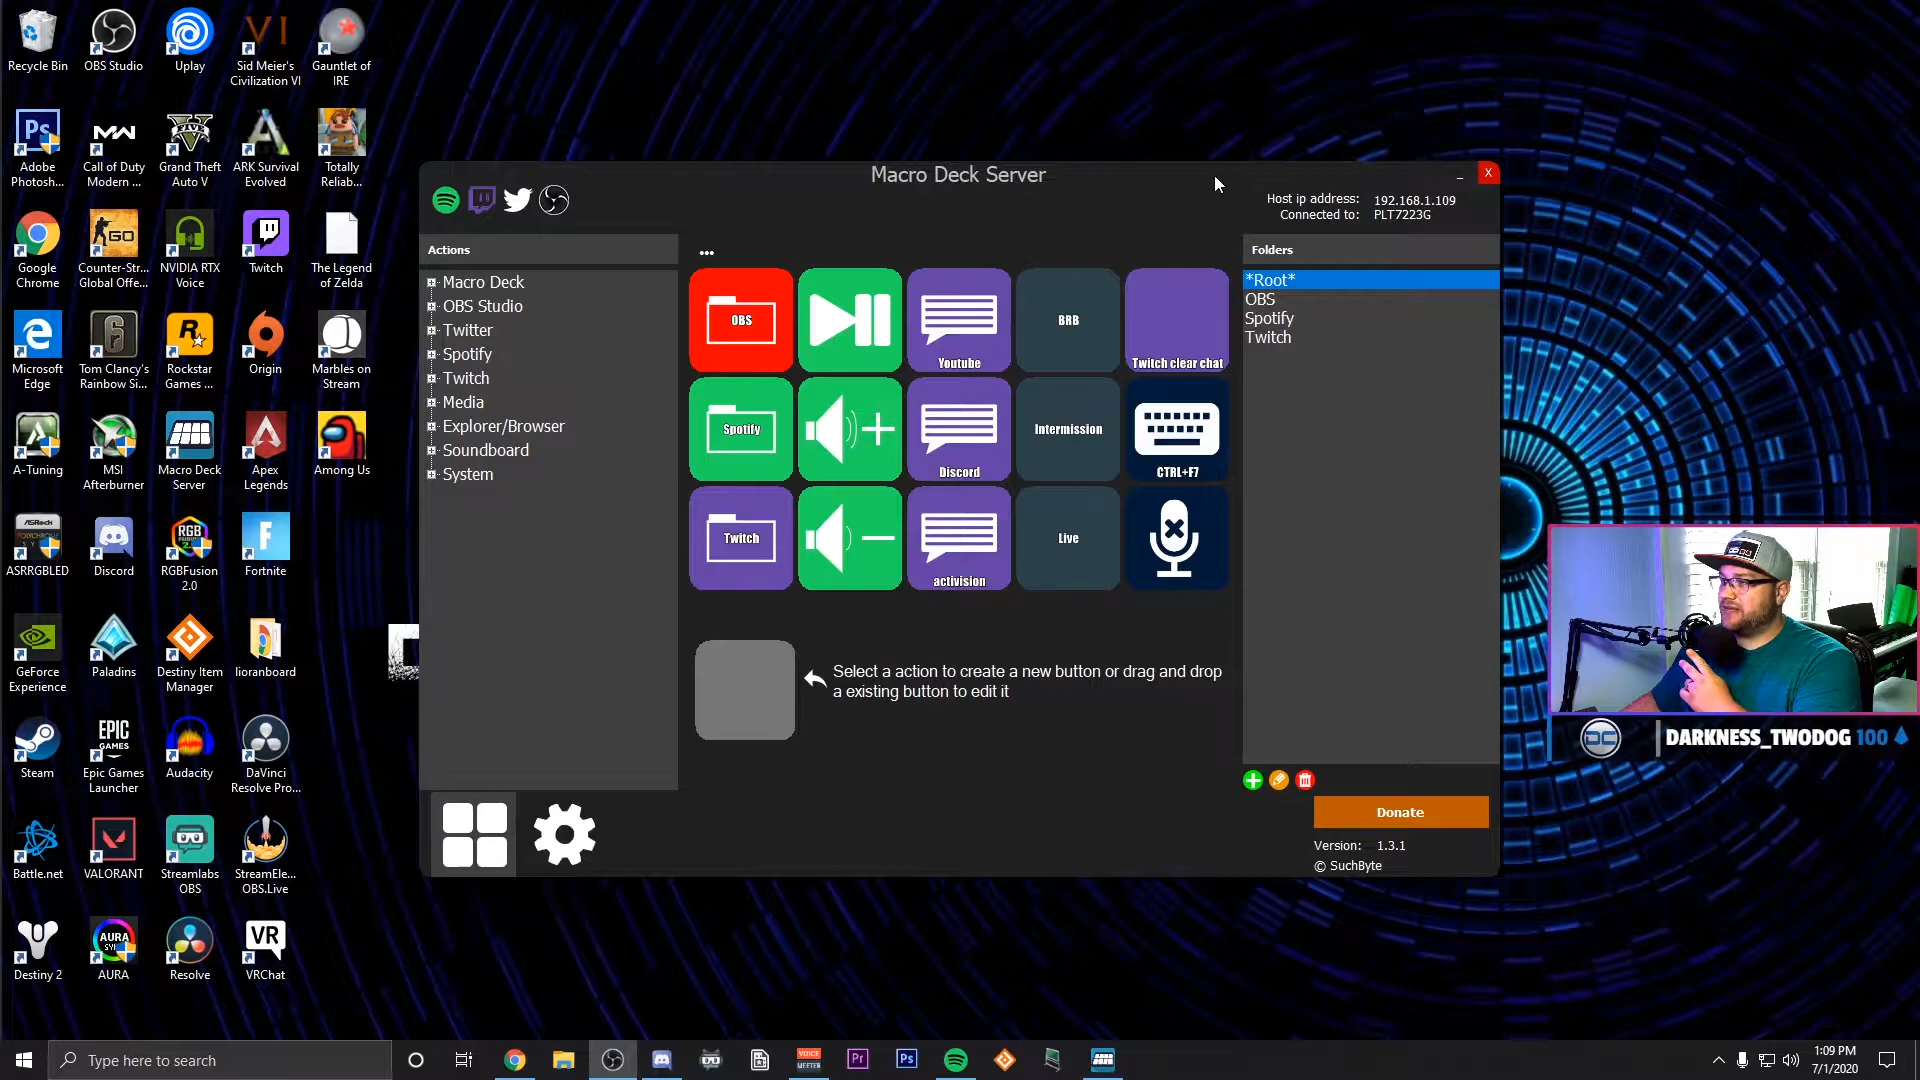 Recycle Bin
OBS Studio
Uplay
Sid Meier's
Civilization VI
Gauntlet of
IRE
Adobe
Photosh...
Call of Duty
Modern ...
Grand Theft
Auto V
ARK Survival
Evolved
Totally
Reliab...
Google
Chrome
Counter-Str...
Global Offe...
NVIDIA RTX
Voice
Twitch
The Legend
of Zelda
Microsoft
Edge
Tom Clancy's
Rainbow Si...
Rockstar
Games ...
Origin
Marbles on
Stream
A-Tuning
MSI
Afterburner
Macro Deck
Server
Apex
Legends
Among Us
ASRRGBLED
Discord
RGBFusion
2.0
Fortnite
GeForce
Experience
Paladins
Destiny Item
Manager
lioranboard
Steam
Epic Games
Launcher
Audacity
DaVinci
Resolve Pro...
Battle.net
VALORANT
Streamlabs
OBS
StreamEle...
OBS.Live
Destiny 2
AURA
Resolve
VRChat
Macro Deck Server
_
X
Host ip address: 192.168.1.109
Connected to: PLT7223G
Actions
Macro Deck
OBS Studio
Twitter
Spotify
Twitch
Media
Explorer/Browser
Soundboard
System
...
OBS
Youtube
BRB
Twitch clear chat
Spotify
Discord
Intermission
CTRL+F7
Twitch
activision
Live
Select a action to create a new button or drag and drop
a existing button to edit it
Folders
*Root*
OBS
Spotify
Twitch
Donate
Version: 1.3.1
© SuchByte
DARKNESS_TWODOG 100
Type here to search
1:09 PM
7/1/2020